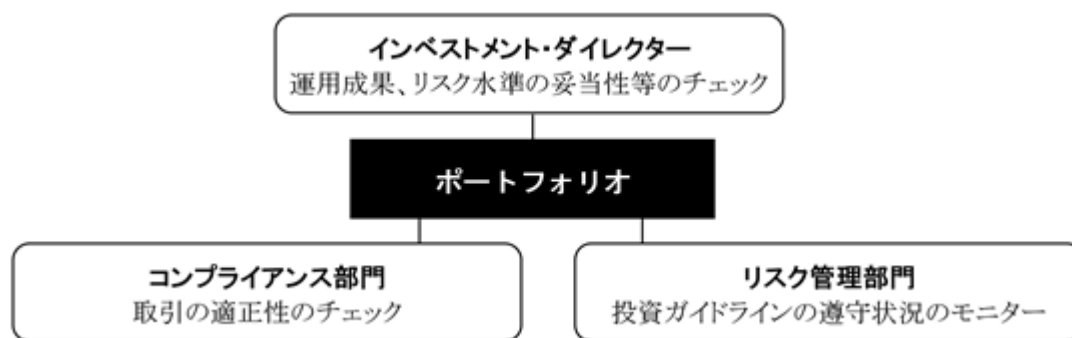 インベストメント・ダイレクター
運用成果、リスク水準の妥当性等のチェック
ポートフォリオ
コンプライアンス部門
取引の適正性のチェック
リスク管理部門
投資ガイドラインの遵守状況のモニター